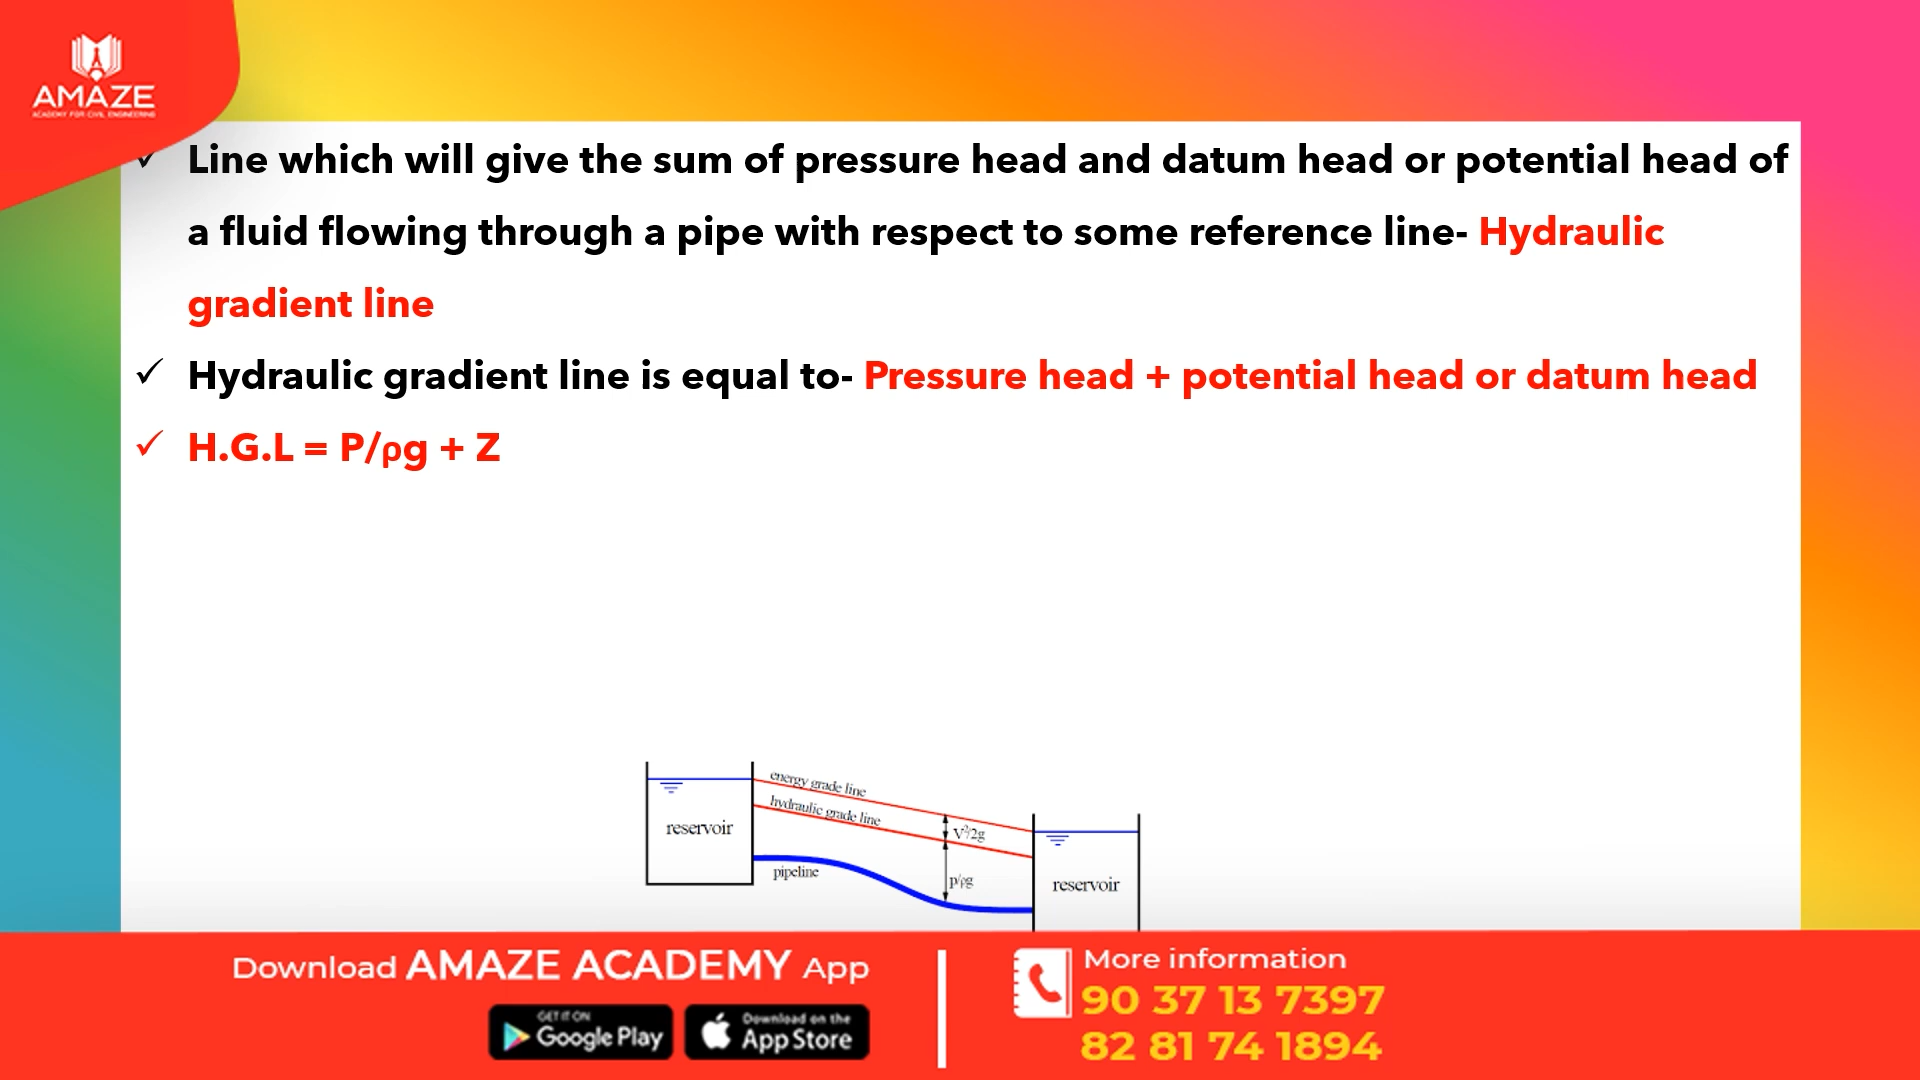 AMAZE
ACADEMY FOR CIVIL ENGINEERING
✓ Line which will give the sum of pressure head and datum head or potential head of
a fluid flowing through a pipe with respect to some reference line- Hydraulic
gradient line
✓ Hydraulic gradient line is equal to- Pressure head + potential head or datum head
✓ H.G.L = P/ρg + Z
energy grade line
hydraulic grade line
V²/2g
reservoir
pipeline
p/ρg
reservoir
Download AMAZE ACADEMY App
GET IT ON
Google Play
Download on the
App Store
More information
90 37 13 7397
82 81 74 1894